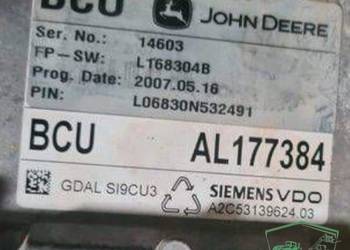 BCU JOHN DEERE
Ser. No.: 14603
FP-SW: L168304B
Prog. Date: 2007.05.16
PIN: L06830N532491
BCU AL177384
GDAL SI9CU3 SIEMENS VDO
A2C53139624.03